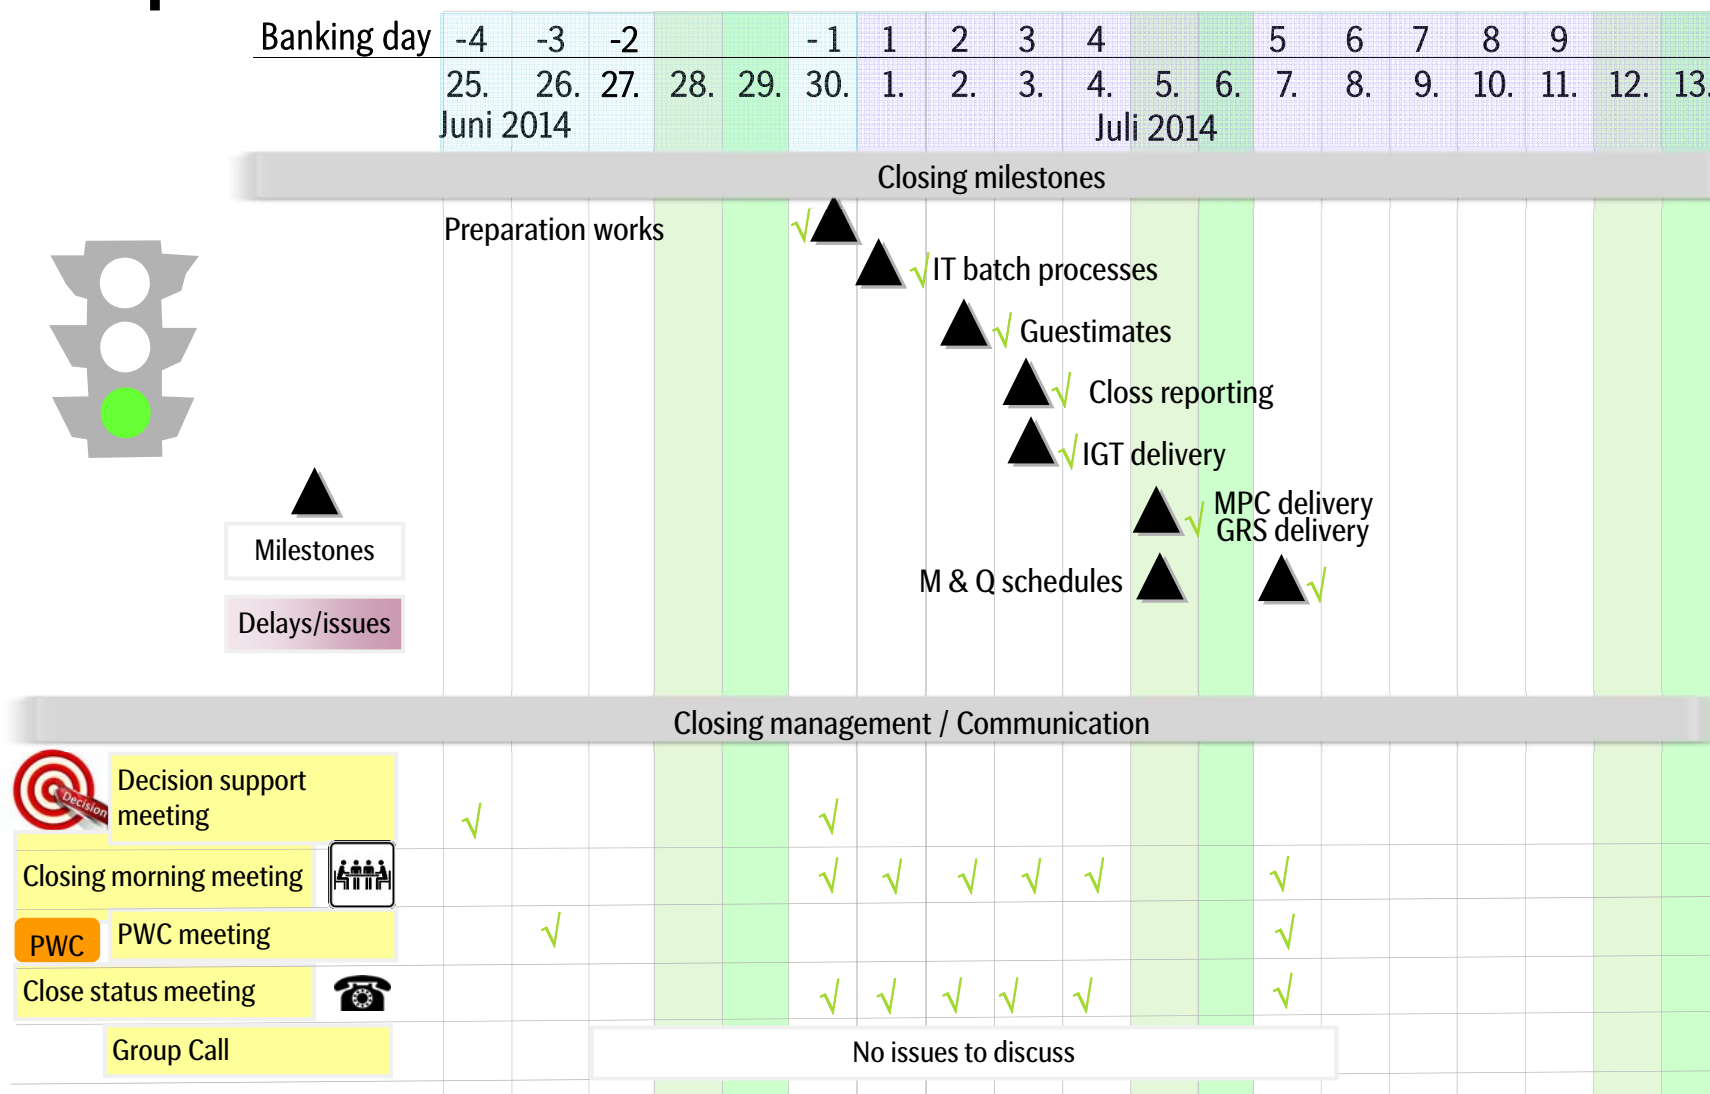 Banking day -4 -3 -2 - 1 1 2 3 4 5 6 7 8 9
25. 26. 27. 28. 29. 30. 1. 2. 3. 4. 5. 6. 7. 8. 9. 10. 11. 12. 13.
Juni 2014 Juli 2014
Closing milestones
Preparation works
√
√ IT batch processes
√ Guestimates
√ Closs reporting
√ IGT delivery
√ MPC delivery
GRS delivery
M & Q schedules √
Milestones
Delays/issues
Closing management / Communication
Decision
Decision support
meeting √ √
Closing morning meeting √ √ √ √ √ √
PWC PWC meeting √ √
Close status meeting √ √ √ √ √ √
Group Call No issues to discuss